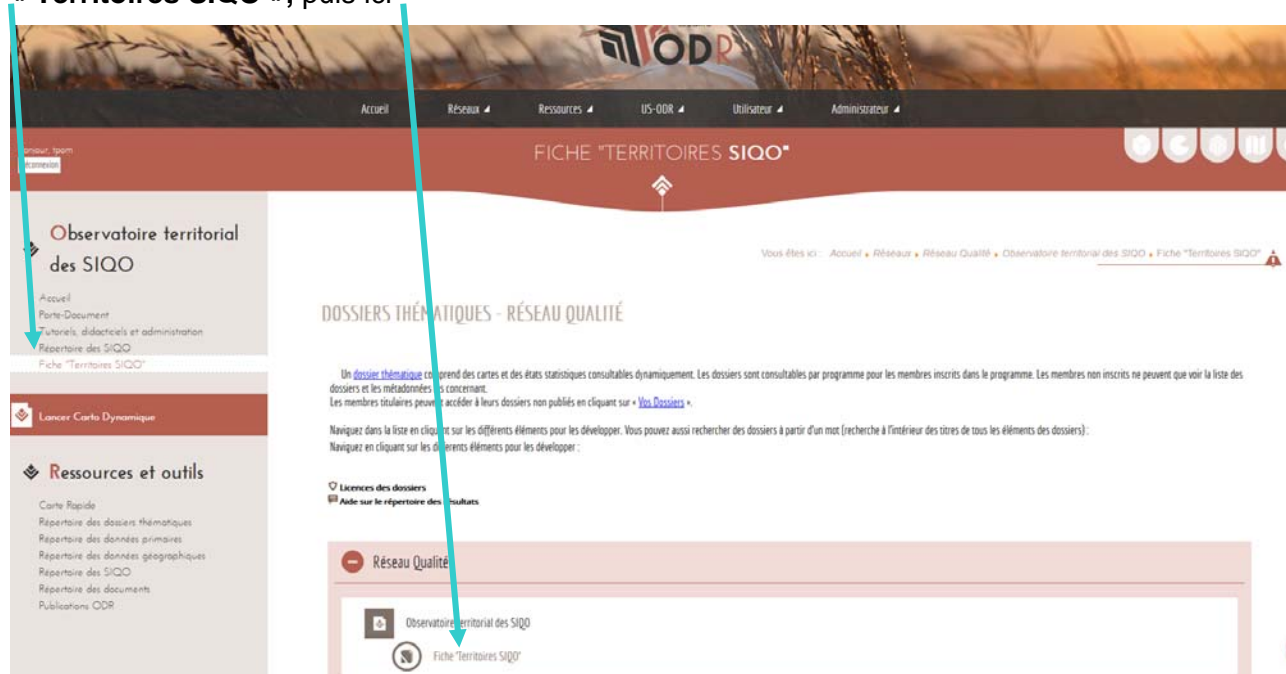 « Territoires SIQO », puis ici
ODR
Accueil
Réseaux
Ressources
US-ODR
Utilisateur
Administrateur
Bonjour, tpom
Déconnexion
FICHE "TERRITOIRES SIQO"
Observatoire territorial
des SIQO
Accueil
Porte-Document
Tutoriels, didacticiels et administration
Répertoire des SIQO
Fiche "Territoires SIQO"
Lancer Carto Dynamique
Ressources et outils
Carte Rapide
Répertoire des dossiers thématiques
Répertoire des données primaires
Répertoire des données géographiques
Répertoire des SIQO
Répertoire des documents
Publications ODR
Vous êtes ici : Accueil Réseaux Réseau Qualité Observatoire territorial des SIQO Fiche "Territoires SIQO"
DOSSIERS THÉMATIQUES - RÉSEAU QUALITÉ
Un dossier thématique comprend des cartes et des états statistiques consultables dynamiquement. Les dossiers sont consultables par programme pour les membres inscrits dans le programme. Les membres non inscrits ne peuvent que voir la liste des
dossiers et les métadonnées les concernant.
Les membres titulaires peuvent accéder à leurs dossiers non publiés en cliquant sur « Vos Dossiers ».
Naviguez dans la liste en cliquant sur les différents éléments pour les développer. Vous pouvez aussi rechercher des dossiers à partir d'un mot (recherche à l'intérieur des titres de tous les éléments des dossiers) :
Naviguez en cliquant sur les différents éléments pour les développer :
Licences des dossiers
Aide sur le répertoire des résultats
Réseau Qualité
Observatoire territorial des SIQO
Fiche "Territoires SIQO"